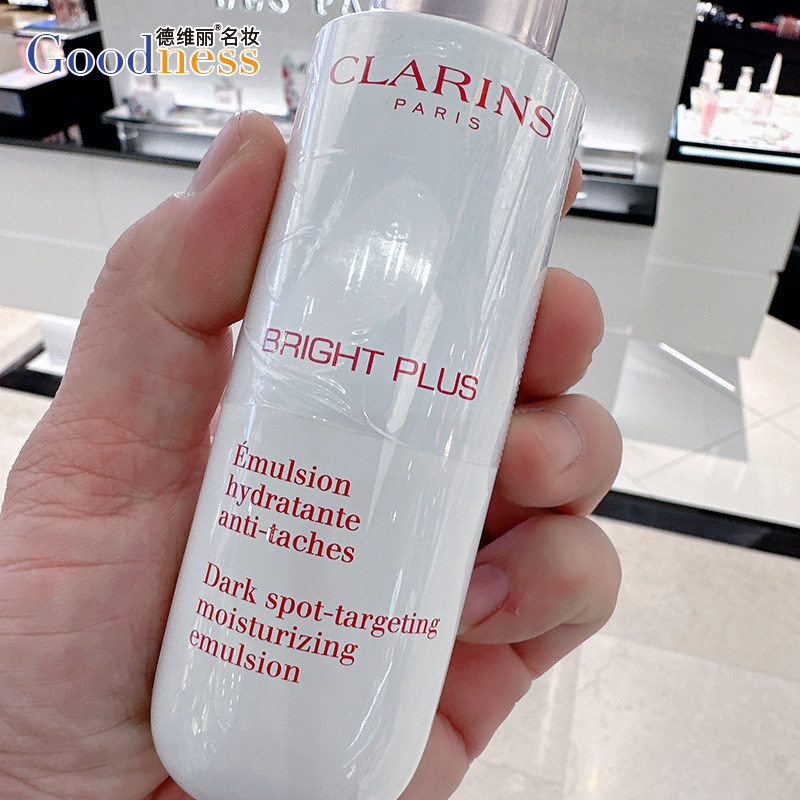 德维丽®名妆
Goodness
CLARINS
PARIS
BRIGHT PLUS
Émulsion
hydratante
anti-taches
Dark spot-targeting
moisturizing
emulsion